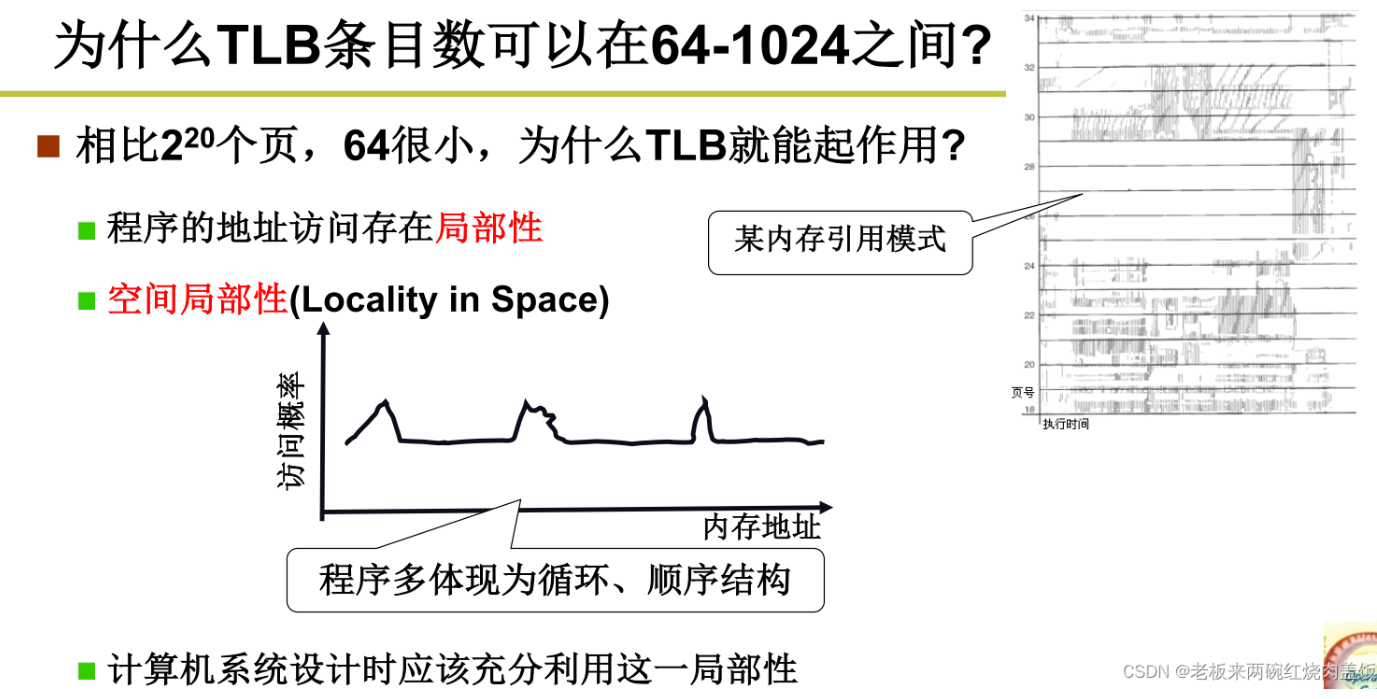 为什么TLB条目数可以在64-1024之间?
相比2²⁰个页，64很小，为什么TLB就能起作用?
程序的地址访问存在局部性
空间局部性(Locality in Space)
访问概率
内存地址
程序多体现为循环、顺序结构
计算机系统设计时应该充分利用这一局部性
某内存引用模式
34
32
30
28
26
24
22
20
页号
18
执行时间
CSDN @老板来两碗红烧肉盖饭